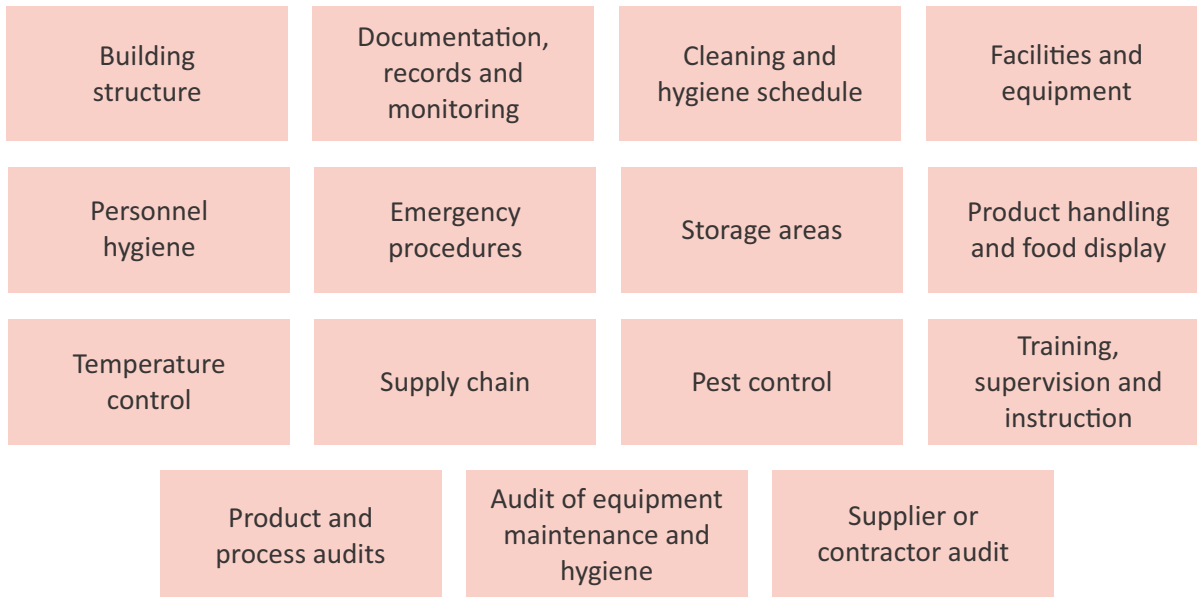 Building
structure
Documentation,
records and
monitoring
Cleaning and
hygiene schedule
Facilities and
equipment
Personnel
hygiene
Emergency
procedures
Storage areas
Product handling
and food display
Temperature
control
Supply chain
Pest control
Training,
supervision and
instruction
Product and
process audits
Audit of equipment
maintenance and
hygiene
Supplier or
contractor audit